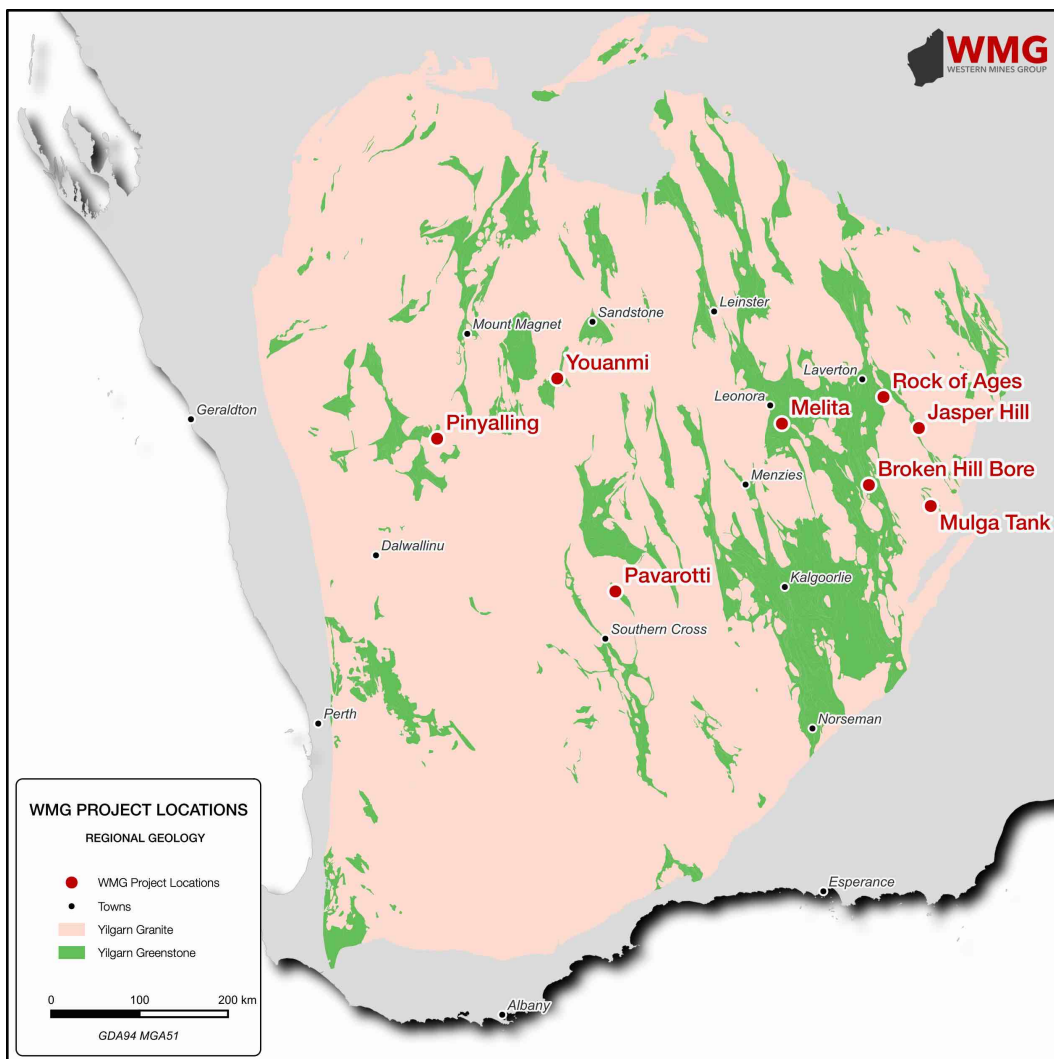 WMG
WESTERN MINES GROUP
Leinster
Sandstone
Mount Magnet
Youanmi
Laverton
Rock of Ages
Leonora
Melita
Jasper Hill
Geraldton
Pinyalling
Broken Hill Bore
Menzies
Mulga Tank
Dalwallinu
Pavarotti
Kalgoorlie
Southern Cross
Perth
Norseman
WMG PROJECT LOCATIONS
REGIONAL GEOLOGY
WMG Project Locations
Towns
Yilgarn Granite
Yilgarn Greenstone
0 100 200 km
GDA94 MGA51
Esperance
Albany